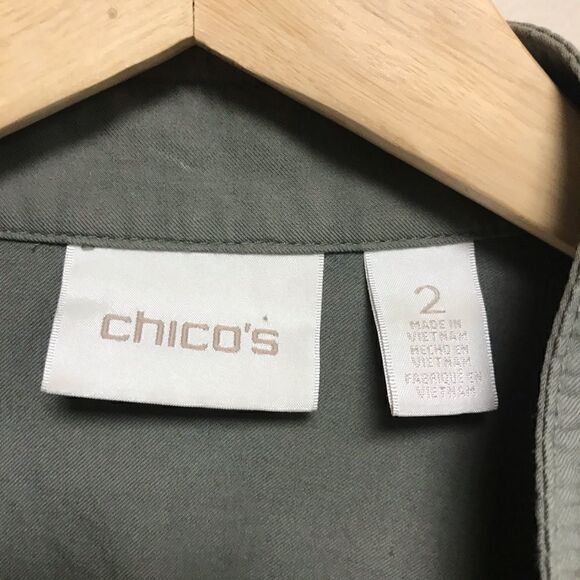 chico's
2
MADE IN
VIETNAM
HECHO EN
VIETNAM
FABRIQUE EN
VIETNAM